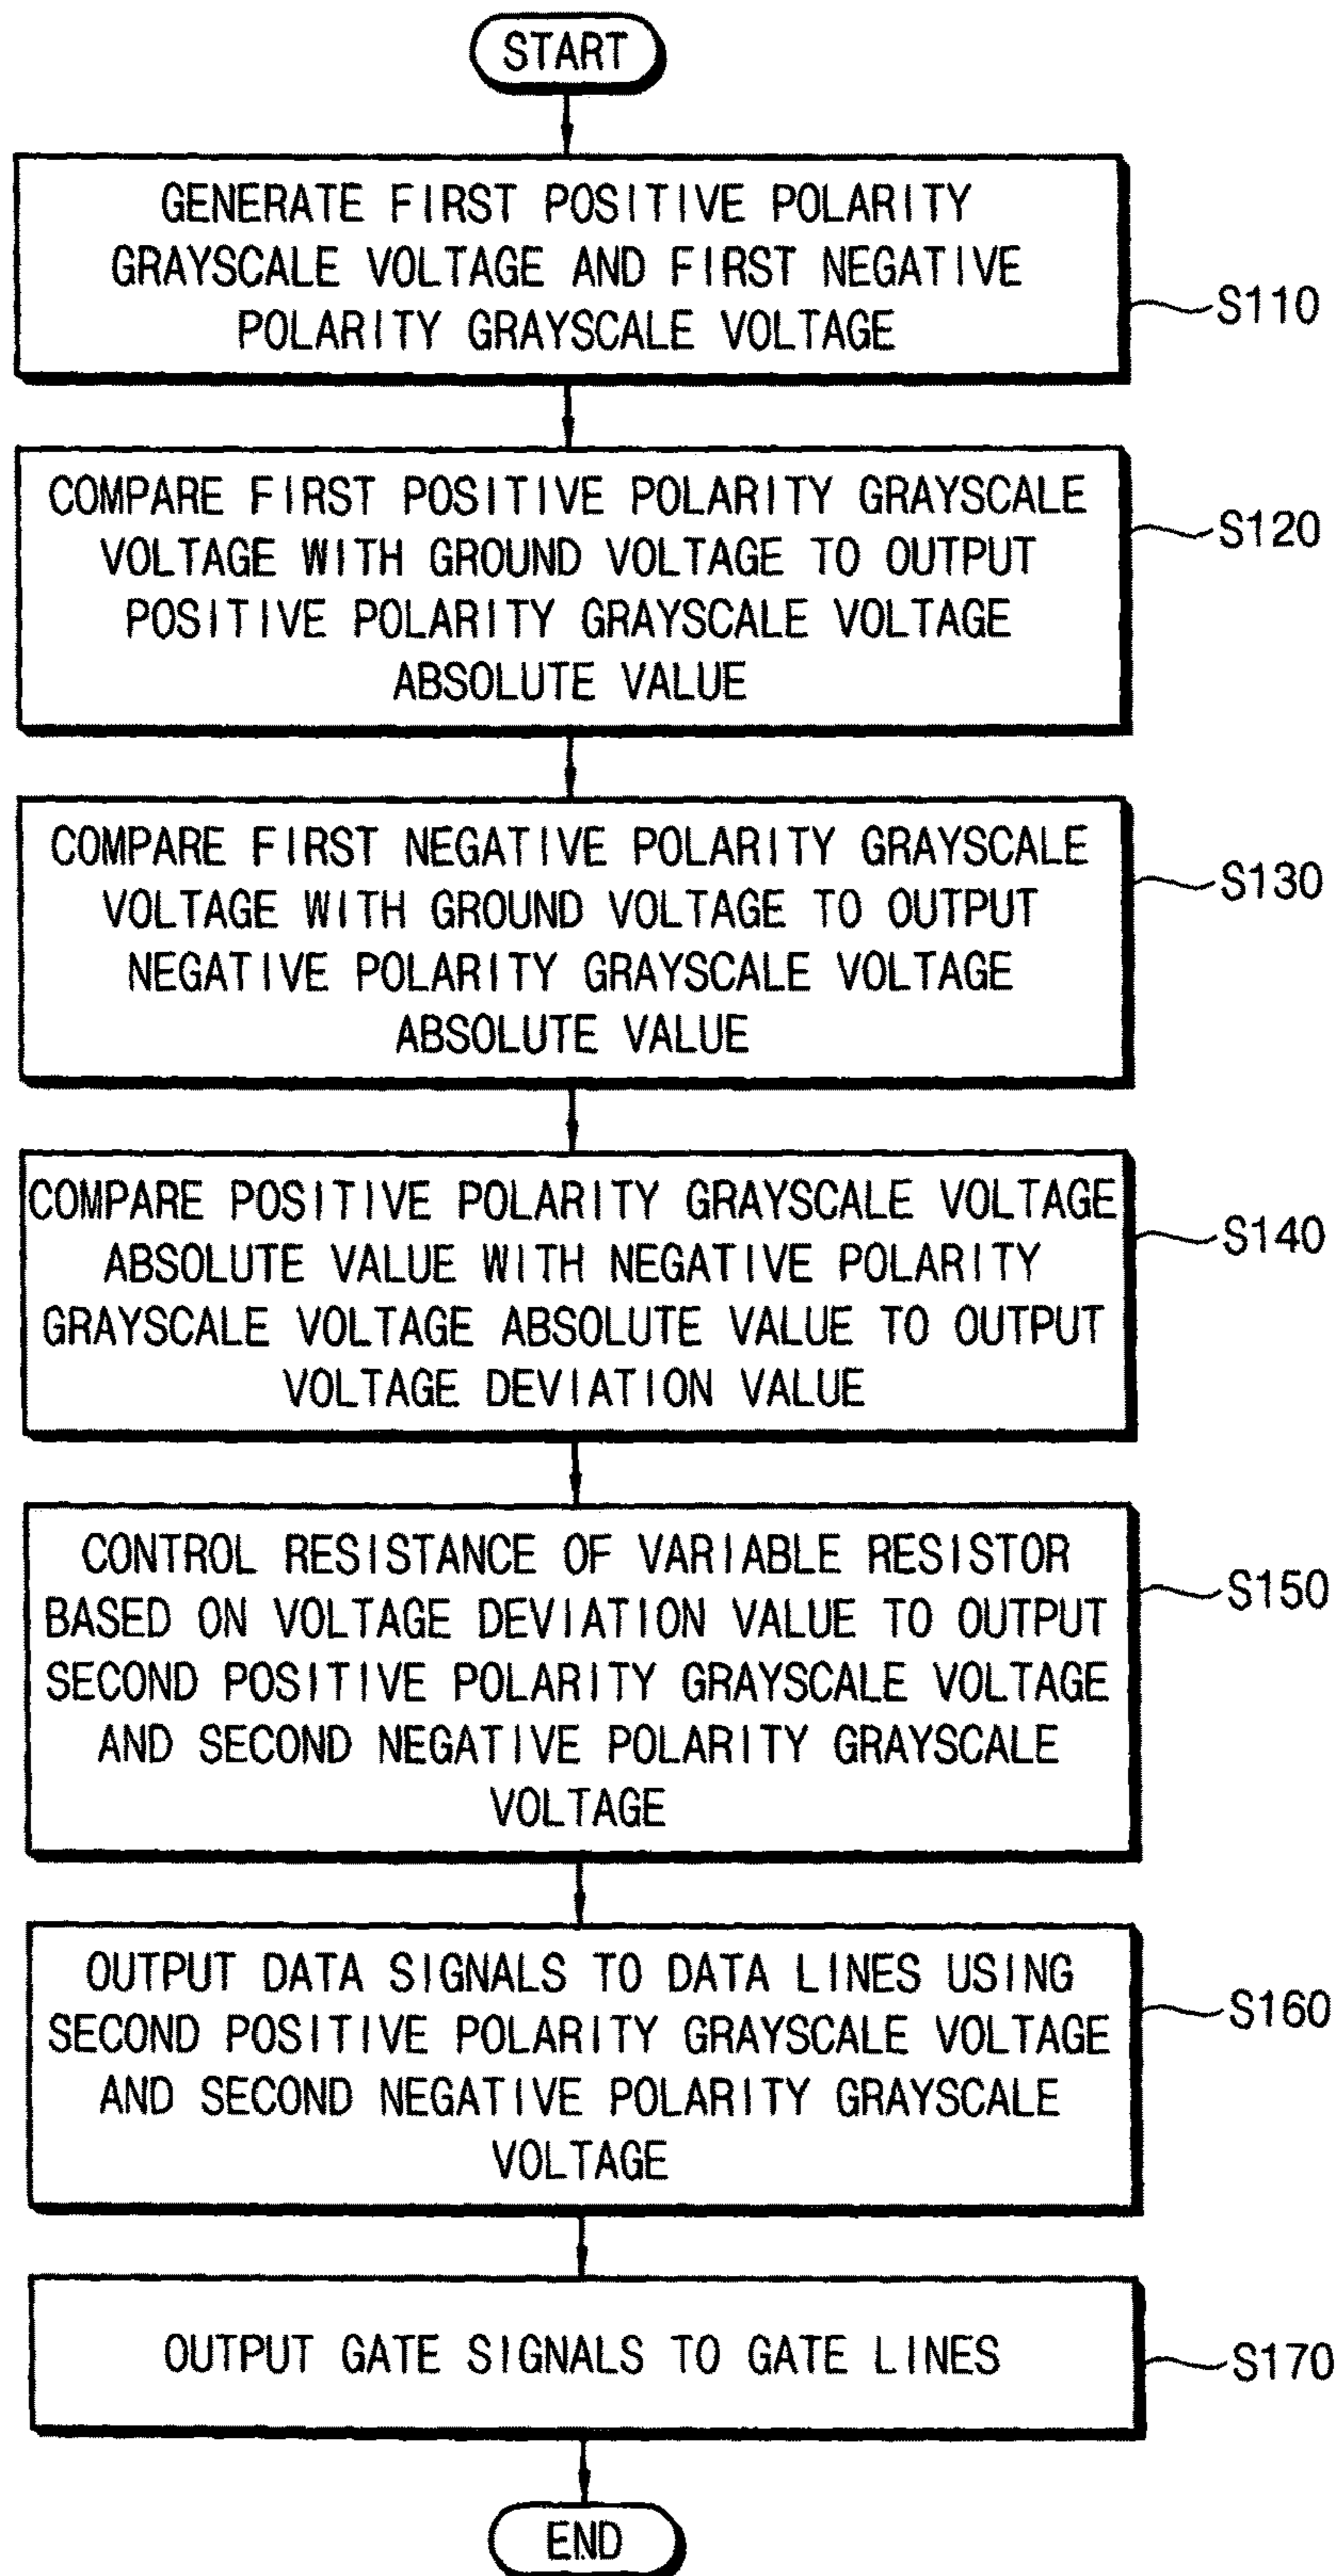 START
GENERATE FIRST POSITIVE POLARITY
GRAYSCALE VOLTAGE AND FIRST NEGATIVE
POLARITY GRAYSCALE VOLTAGE
S110
COMPARE FIRST POSITIVE POLARITY GRAYSCALE
VOLTAGE WITH GROUND VOLTAGE TO OUTPUT
POSITIVE POLARITY GRAYSCALE VOLTAGE
ABSOLUTE VALUE
S120
COMPARE FIRST NEGATIVE POLARITY GRAYSCALE
VOLTAGE WITH GROUND VOLTAGE TO OUTPUT
NEGATIVE POLARITY GRAYSCALE VOLTAGE
ABSOLUTE VALUE
S130
COMPARE POSITIVE POLARITY GRAYSCALE VOLTAGE
ABSOLUTE VALUE WITH NEGATIVE POLARITY
GRAYSCALE VOLTAGE ABSOLUTE VALUE TO OUTPUT
VOLTAGE DEVIATION VALUE
S140
CONTROL RESISTANCE OF VARIABLE RESISTOR
BASED ON VOLTAGE DEVIATION VALUE TO OUTPUT
SECOND POSITIVE POLARITY GRAYSCALE VOLTAGE
AND SECOND NEGATIVE POLARITY GRAYSCALE
VOLTAGE
S150
OUTPUT DATA SIGNALS TO DATA LINES USING
SECOND POSITIVE POLARITY GRAYSCALE VOLTAGE
AND SECOND NEGATIVE POLARITY GRAYSCALE
VOLTAGE
S160
OUTPUT GATE SIGNALS TO GATE LINES
S170
END